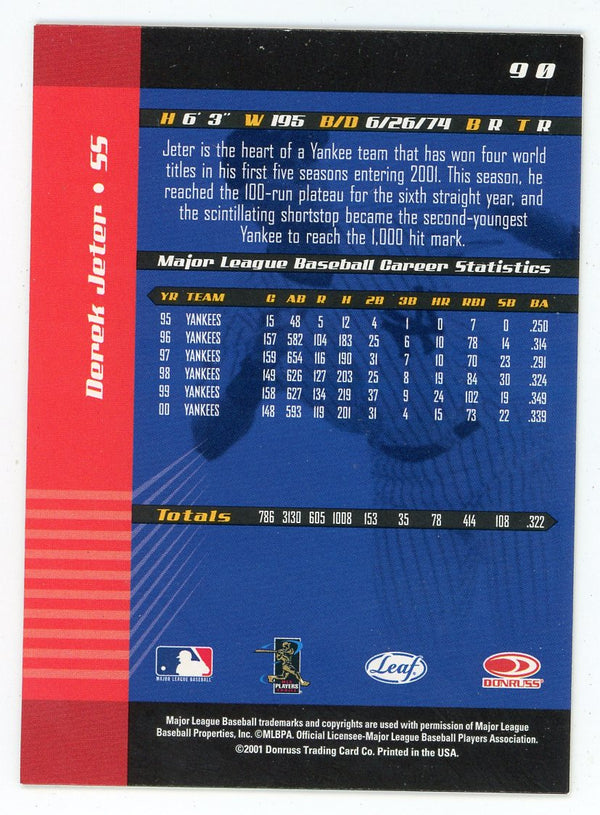 90
Derek Jeter • SS
H 6' 3" W 195 B/D 6/26/74 B R T R
Jeter is the heart of a Yankee team that has won four world
titles in his first five seasons entering 2001. This season, he
reached the 100-run plateau for the sixth straight year, and
the scintillating shortstop became the second-youngest
Yankee to reach the 1,000 hit mark.
Major League Baseball Career Statistics
YR TEAM G AB R H 2B 3B HR RBI SB BA
95 YANKEES 15 48 5 12 4 1 0 7 0 .250
96 YANKEES 157 582 104 183 25 6 10 78 14 .314
97 YANKEES 159 654 116 190 31 7 10 70 23 .291
98 YANKEES 149 626 127 203 25 8 19 84 30 .324
99 YANKEES 158 627 134 219 37 9 24 102 19 .349
00 YANKEES 148 593 119 201 31 4 15 73 22 .339
Totals 786 3130 605 1008 153 35 78 414 108 .322
MAJOR LEAGUE BASEBALL
PLAYERS
Leaf
DONRUSS
Major League Baseball trademarks and copyrights are used with permission of Major League
Baseball Properties, Inc. ©MLBPA. Official Licensee-Major League Baseball Players Association.
©2001 Donruss Trading Card Co. Printed in the USA.